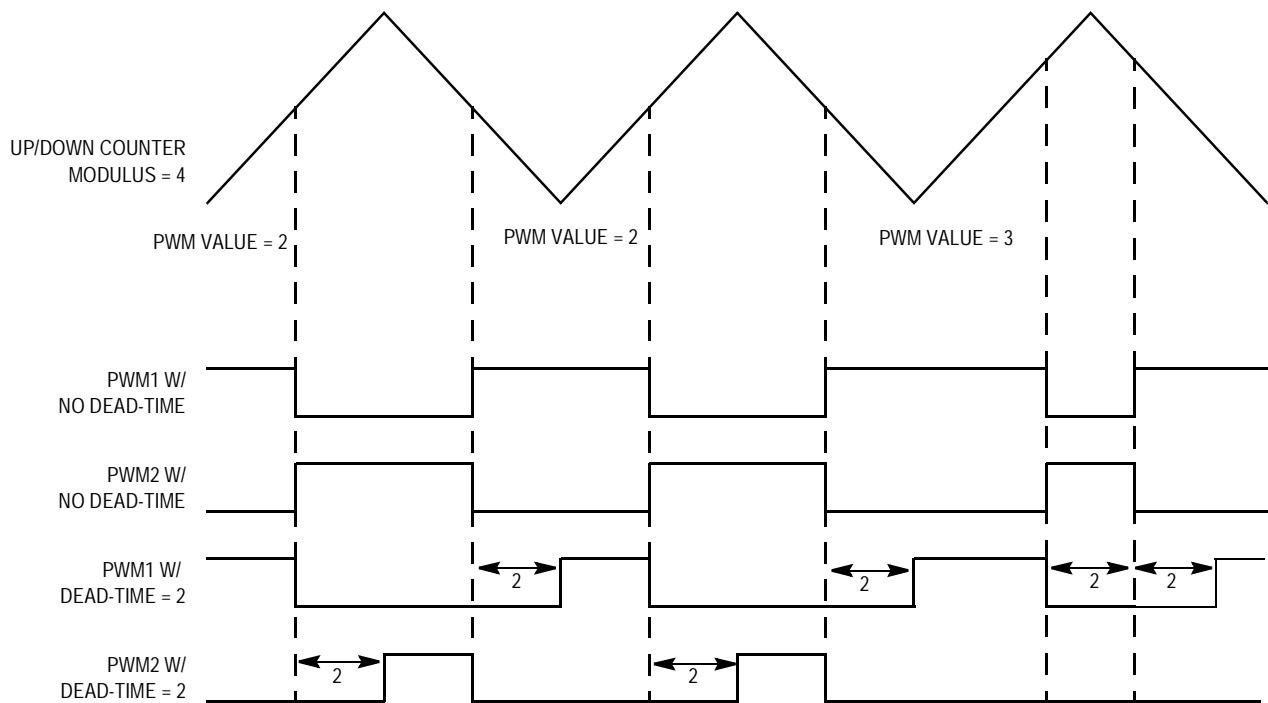 UP/DOWN COUNTER
MODULUS = 4
PWM VALUE = 2
PWM VALUE = 2
PWM VALUE = 3
PWM1 W/
NO DEAD-TIME
PWM2 W/
NO DEAD-TIME
PWM1 W/
DEAD-TIME = 2
2
2
2
2
PWM2 W/
DEAD-TIME = 2
2
2